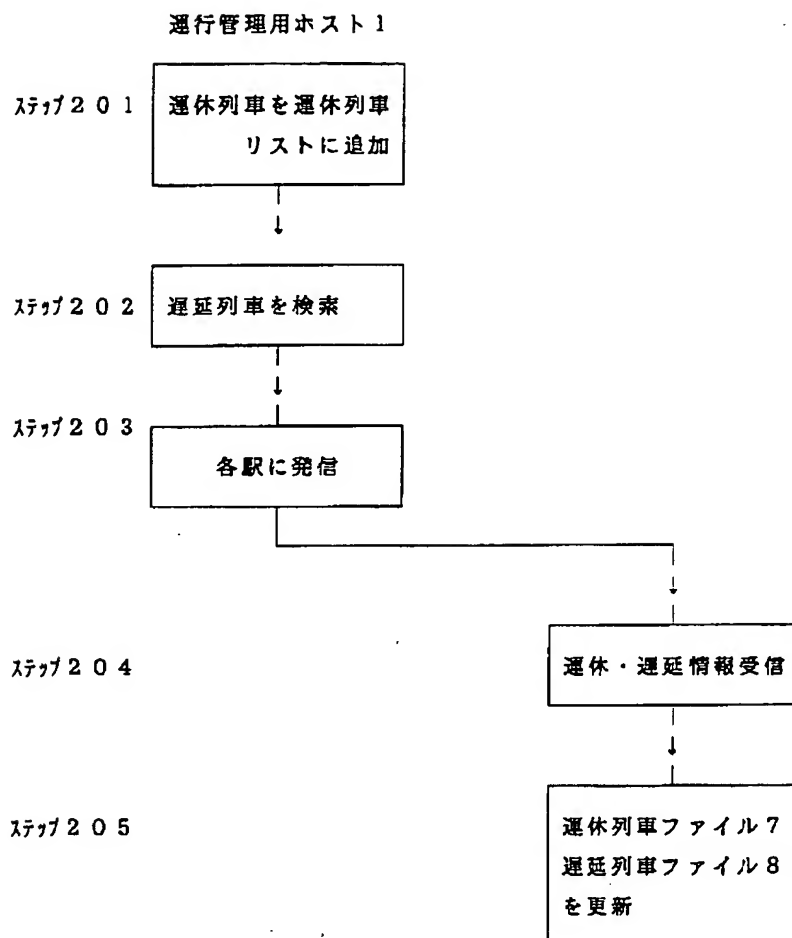 運行管理用ホスト1
ステップ201
運休列車を運休列車
リストに追加
ステップ202
遅延列車を検索
ステップ203
各駅に発信
ステップ204
運休・遅延情報受信
ステップ205
運休列車ファイル7
遅延列車ファイル8
を更新